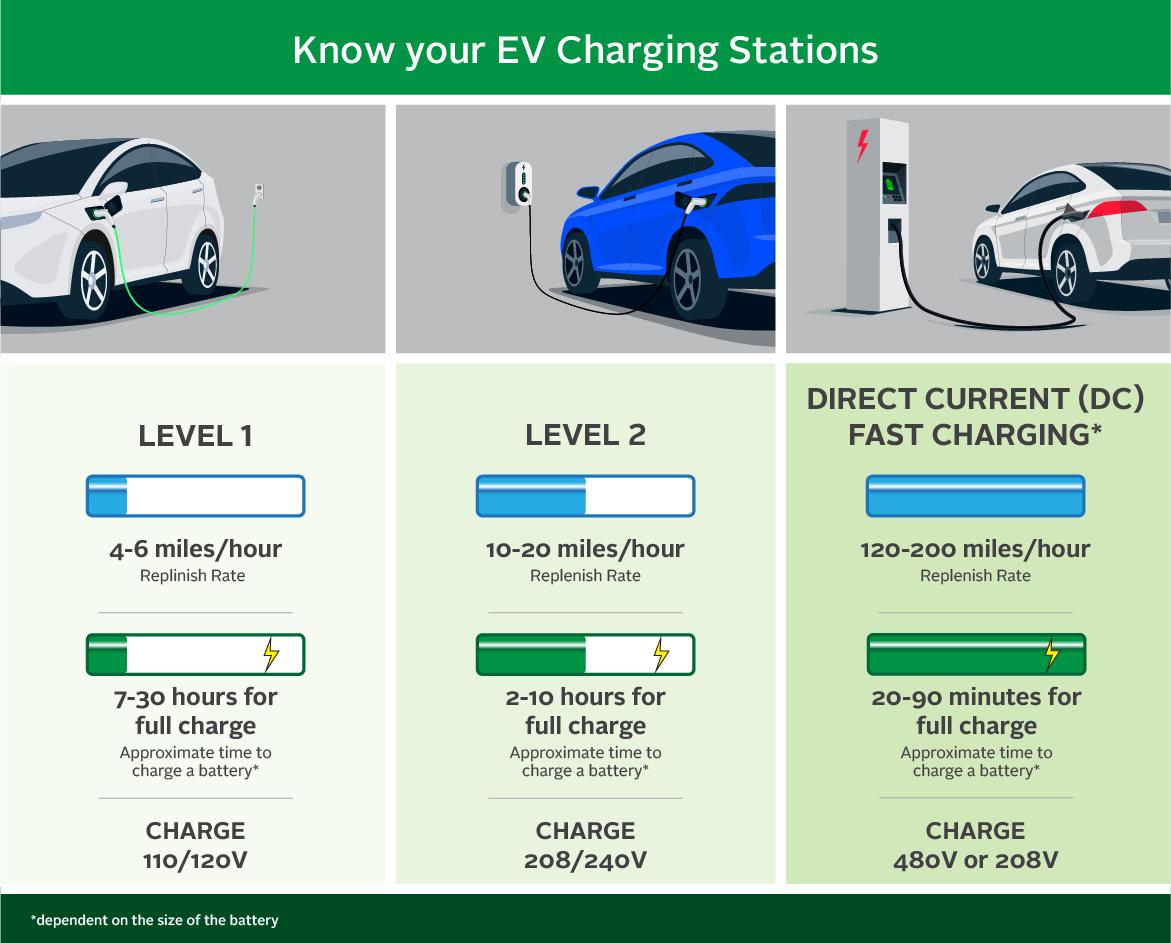 Know your EV Charging Stations
LEVEL 1
4-6 miles/hour
Replinish Rate
7-30 hours for
full charge
Approximate time to
charge a battery*
CHARGE
110/120V
LEVEL 2
10-20 miles/hour
Replenish Rate
2-10 hours for
full charge
Approximate time to
charge a battery*
CHARGE
208/240V
DIRECT CURRENT (DC)
FAST CHARGING*
120-200 miles/hour
Replenish Rate
20-90 minutes for
full charge
Approximate time to
charge a battery*
CHARGE
480V or 208V
*dependent on the size of the battery